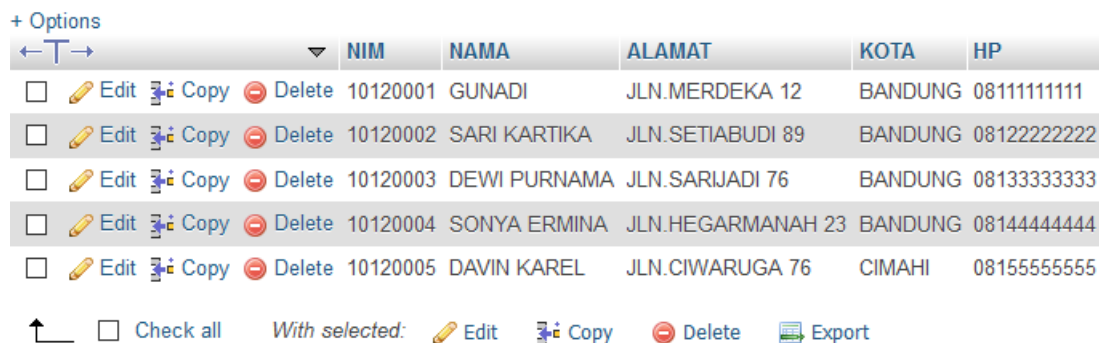 + Options
←T→ ▼ NIM NAMA ALAMAT KOTA HP
Edit Copy Delete 10120001 GUNADI JLN.MERDEKA 12 BANDUNG 08111111111
Edit Copy Delete 10120002 SARI KARTIKA JLN.SETIABUDI 89 BANDUNG 08122222222
Edit Copy Delete 10120003 DEWI PURNAMA JLN.SARIJADI 76 BANDUNG 08133333333
Edit Copy Delete 10120004 SONYA ERMINA JLN.HEGARMANAH 23 BANDUNG 08144444444
Edit Copy Delete 10120005 DAVIN KAREL JLN.CIWARUGA 76 CIMAHI 08155555555
Check all With selected: Edit Copy Delete Export